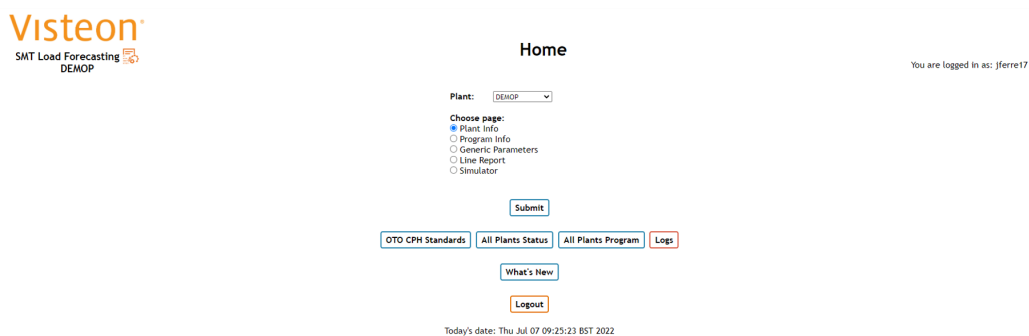 Visteon®
SMT Load Forecasting
DEMOP
Home
You are logged in as: jferre17
Plant: DEMOP
Choose page:
Plant Info
Program Info
Generic Parameters
Line Report
Simulator
Submit
OTO CPH Standards All Plants Status All Plants Program Logs
What's New
Logout
Today's date: Thu Jul 07 09:25:23 BST 2022